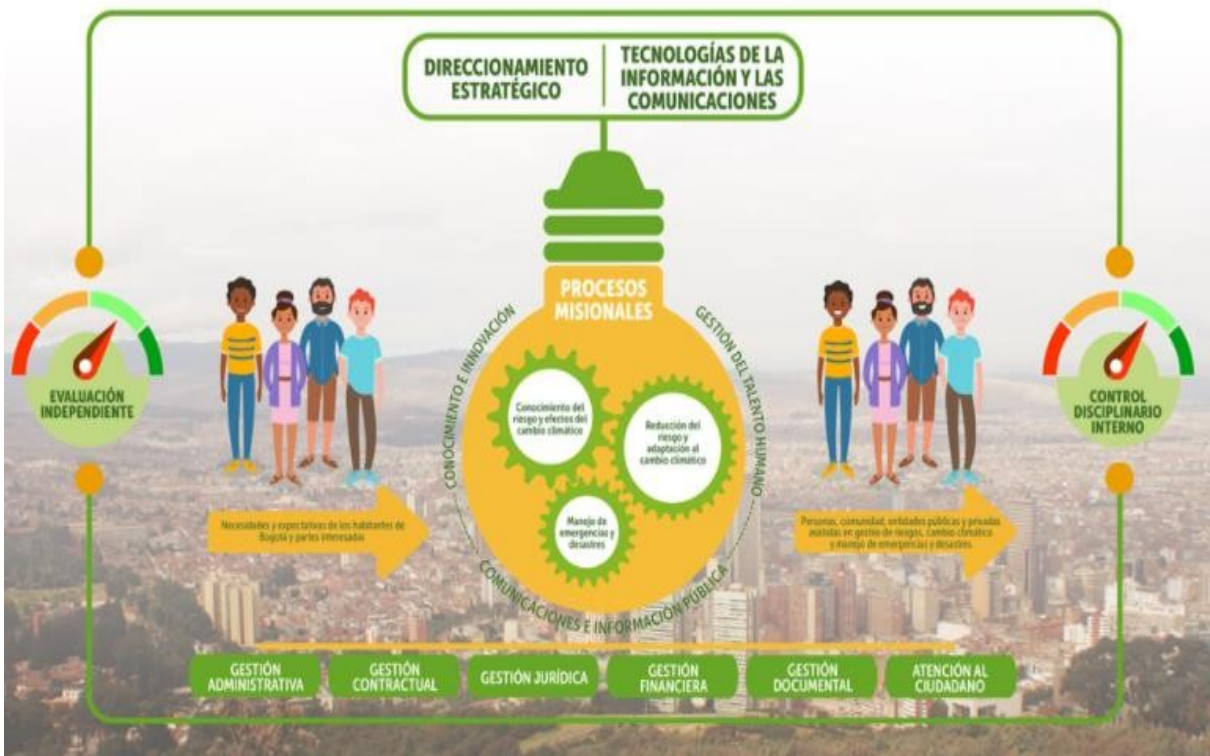 DIRECCIONAMIENTO
ESTRATÉGICO
TECNOLOGÍAS DE LA
INFORMACIÓN Y LAS
COMUNICACIONES
PROCESOS
MISIONALES
CONOCIMIENTO E INNOVACIÓN
GESTIÓN DEL TALENTO HUMANO
COMUNICACIONES E INFORMACIÓN PÚBLICA
Conocimiento del
riesgo y efectos del
cambio climático
Reducción del
riesgo y
adaptación al
cambio climático
Manejo de
emergencias y
desastres
EVALUACIÓN
INDEPENDIENTE
CONTROL
DISCIPLINARIO
INTERNO
Necesidades y expectativas de los habitantes de
Bogotá y partes interesadas
Personas, comunidad, entidades públicas y privadas
asistidas en gestión de riesgos, cambio climático
y manejo de emergencias y desastres
GESTIÓN
ADMINISTRATIVA
GESTIÓN
CONTRACTUAL
GESTIÓN JURÍDICA
GESTIÓN
FINANCIERA
GESTIÓN
DOCUMENTAL
ATENCIÓN AL
CIUDADANO